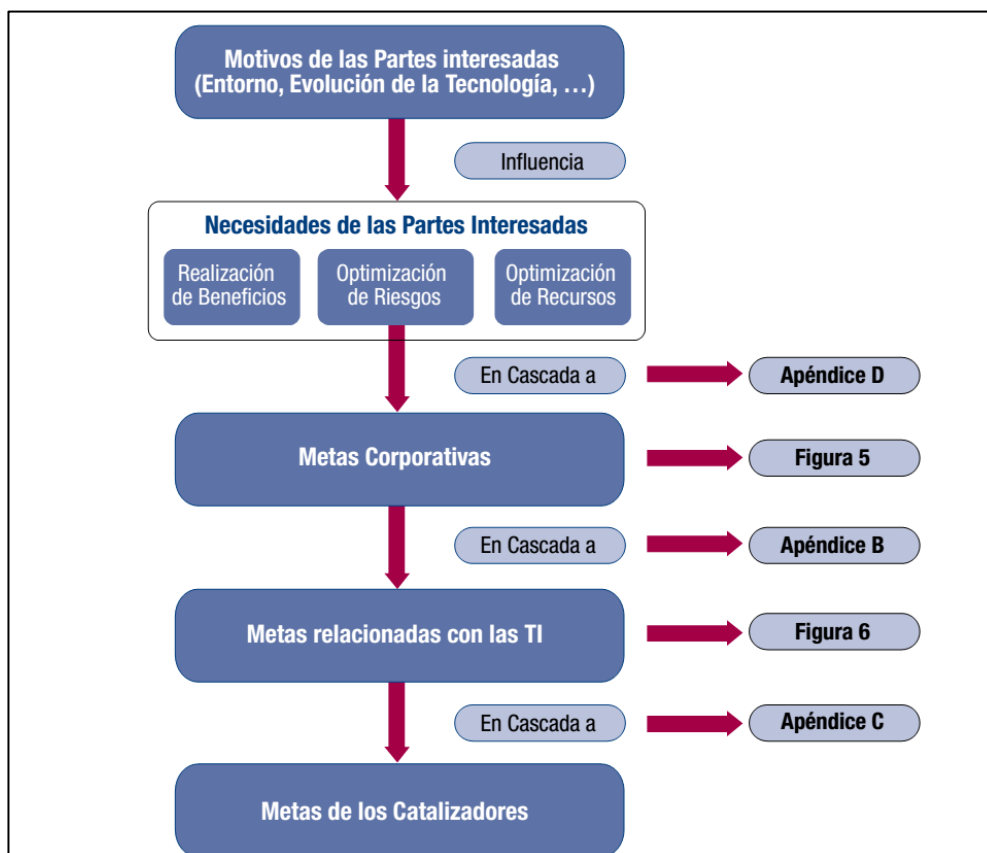 Motivos de las Partes interesadas
(Entorno, Evolución de la Tecnología, …)
Influencia
Necesidades de las Partes Interesadas
Realización
de Beneficios
Optimización
de Riesgos
Optimización
de Recursos
En Cascada a
Apéndice D
Metas Corporativas
Figura 5
En Cascada a
Apéndice B
Metas relacionadas con las TI
Figura 6
En Cascada a
Apéndice C
Metas de los Catalizadores